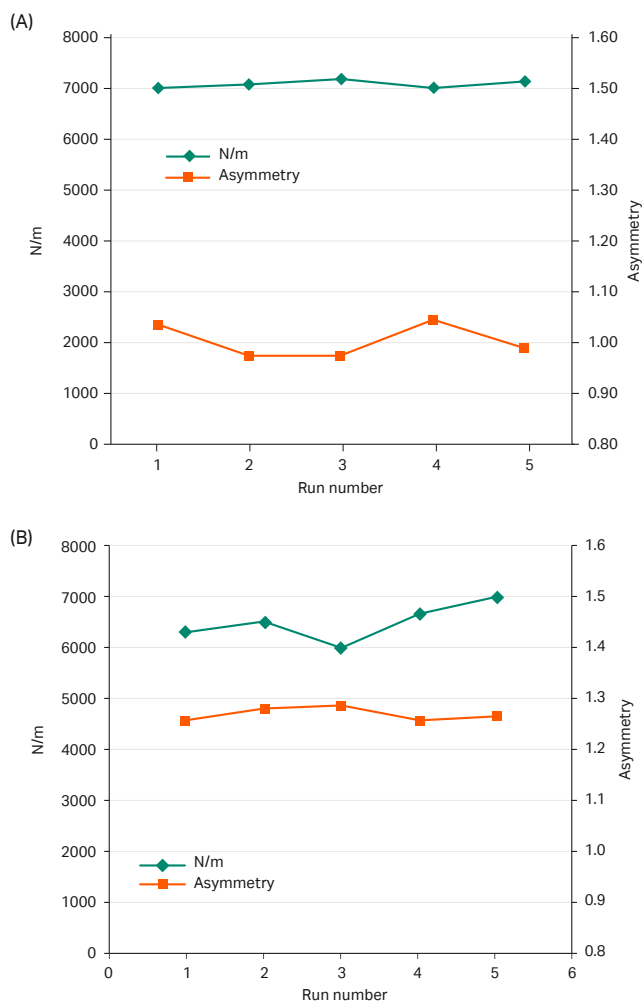 (A)
8000
7000
6000
5000
4000
3000
2000
1000
0
N/m
1.60
1.50
1.40
1.30
1.20
1.10
1.00
0.90
0.80
Asymmetry
N/m
Asymmetry
1 2 3 4 5
Run number
(B)
8000
7000
6000
5000
4000
3000
2000
1000
0
N/m
1.6
1.5
1.4
1.3
1.2
1.1
1.0
0.9
0.8
Asymmetry
N/m
Asymmetry
0 1 2 3 4 5 6
Run number